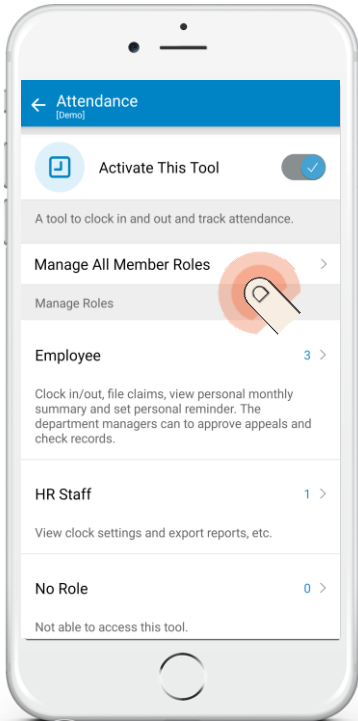 Attendance
[Demo]
Activate This Tool
A tool to clock in and out and track attendance.
Manage All Member Roles
Manage Roles
Employee 3
Clock in/out, file claims, view personal monthly
summary and set personal reminder. The
department managers can to approve appeals and
check records.
HR Staff 1
View clock settings and export reports, etc.
No Role 0
Not able to access this tool.